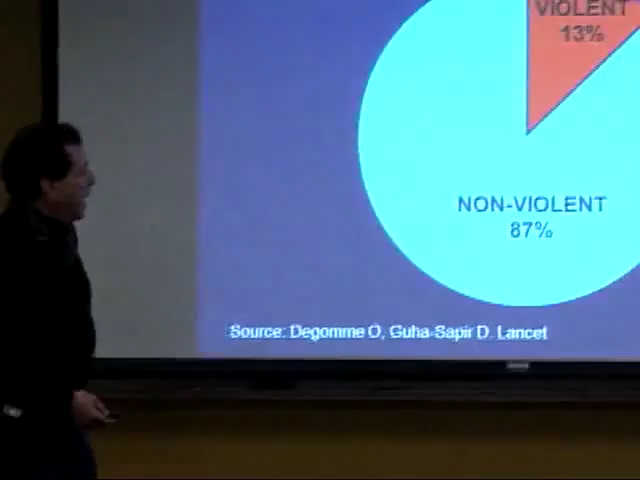 VIOLENT
13%
NON-VIOLENT
87%
Source: Degomme O, Guha-Sapir D. Lancet